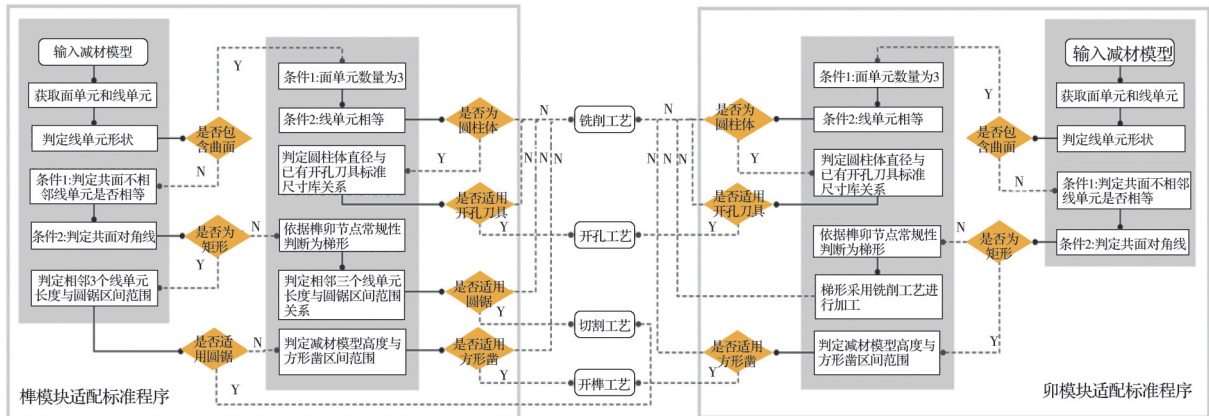 输入减材模型
获取面单元和线单元
判定线单元形状
是否包
含曲面
Y
N
条件1:判定共面不相
邻线单元是否相等
条件2:判定共面对角线
是否为
矩形
N
Y
判定相邻3个线单元
长度与圆锯区间范围
是否适
用圆锯
N
Y
榫模块适配标准程序
条件1:面单元数量为3
条件2:线单元相等
是否为
圆柱体
N
Y
判定圆柱体直径与
已有开孔刀具标准
尺寸库关系
是否适用
开孔刀具
N
Y
依据榫卯节点常规性
判断为梯形
判定相邻三个线单元
长度与圆锯区间范围
关系
是否适用
圆锯
N
Y
判定减材模型高度与
方形凿区间范围
是否适用
方形凿
N
Y
铣削工艺
开孔工艺
切割工艺
开榫工艺
N
N
N
N
是否为
圆柱体
Y
是否适用
开孔刀具
Y
是否适用
方形凿
Y
条件1:面单元数量为3
条件2:线单元相等
判定圆柱体直径与
已有开孔刀具标准
尺寸库关系
依据榫卯节点常规性
判断为梯形
梯形采用铣削工艺进
行加工
判定减材模型高度与
方形凿区间范围
输入减材模型
获取面单元和线单元
判定线单元形状
是否包
含曲面
Y
N
条件1:判定共面不相邻
线单元是否相等
条件2:判定共面对角线
是否为
矩形
N
Y
卯模块适配标准程序